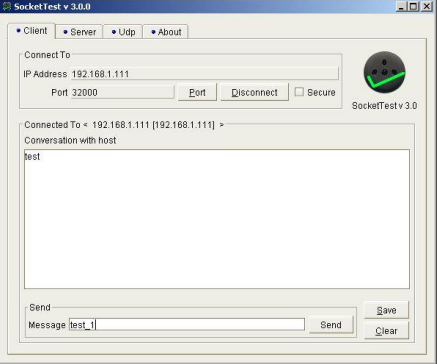 SocketTest v 3.0.0
Client Server Udp About
Connect To
IP Address 192.168.1.111
Port 32000 Port Disconnect Secure
SocketTest v 3.0
Connected To < 192.168.1.111 [192.168.1.111] >
Conversation with host
test
Send
Message test_1 Send
Save
Clear